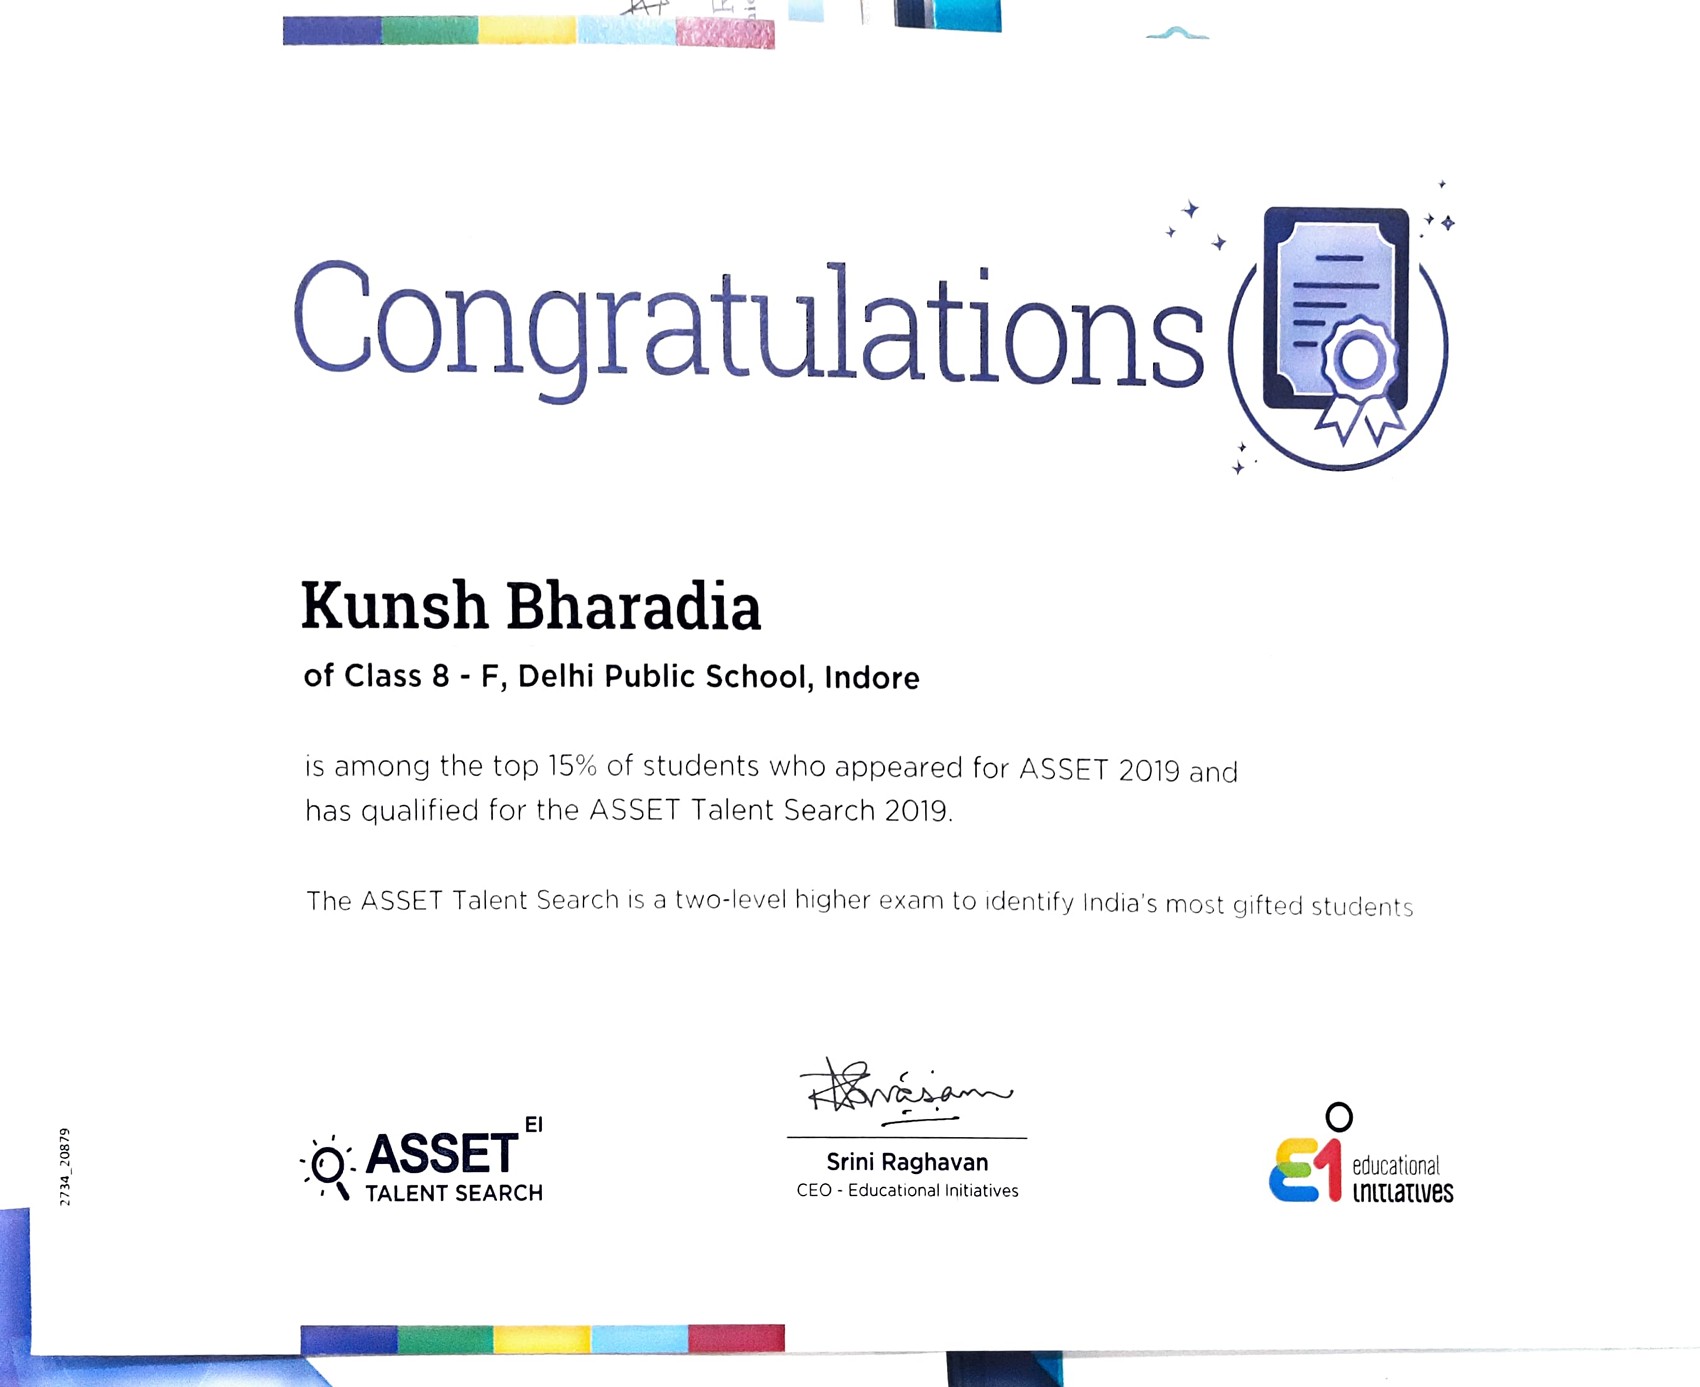 Congratulations
Kunsh Bharadia
of Class 8 - F, Delhi Public School, Indore
is among the top 15% of students who appeared for ASSET 2019 and
has qualified for the ASSET Talent Search 2019.
The ASSET Talent Search is a two-level higher exam to identify India's most gifted students
2734_20879
ASSET EI
TALENT SEARCH
Srini Raghavan
CEO - Educational Initiatives
Ei educational
initiatives